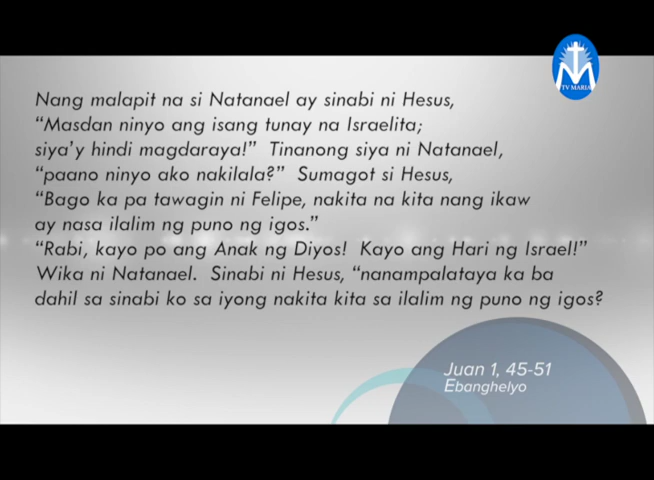 TV MARIA
Nang malapit na si Natanael ay sinabi ni Hesus,
“Masdan ninyo ang isang tunay na Israelita;
siya’y hindi magdaraya!” Tinanong siya ni Natanael,
“paano ninyo ako nakilala?” Sumagot si Hesus,
“Bago ka pa tawagin ni Felipe, nakita na kita nang ikaw
ay nasa ilalim ng puno ng igos.”
“Rabi, kayo po ang Anak ng Diyos! Kayo ang Hari ng Israel!”
Wika ni Natanael. Sinabi ni Hesus, “nanampalataya ka ba
dahil sa sinabi ko sa iyong nakita kita sa ilalim ng puno ng igos?
Juan 1, 45-51
Ebanghelyo